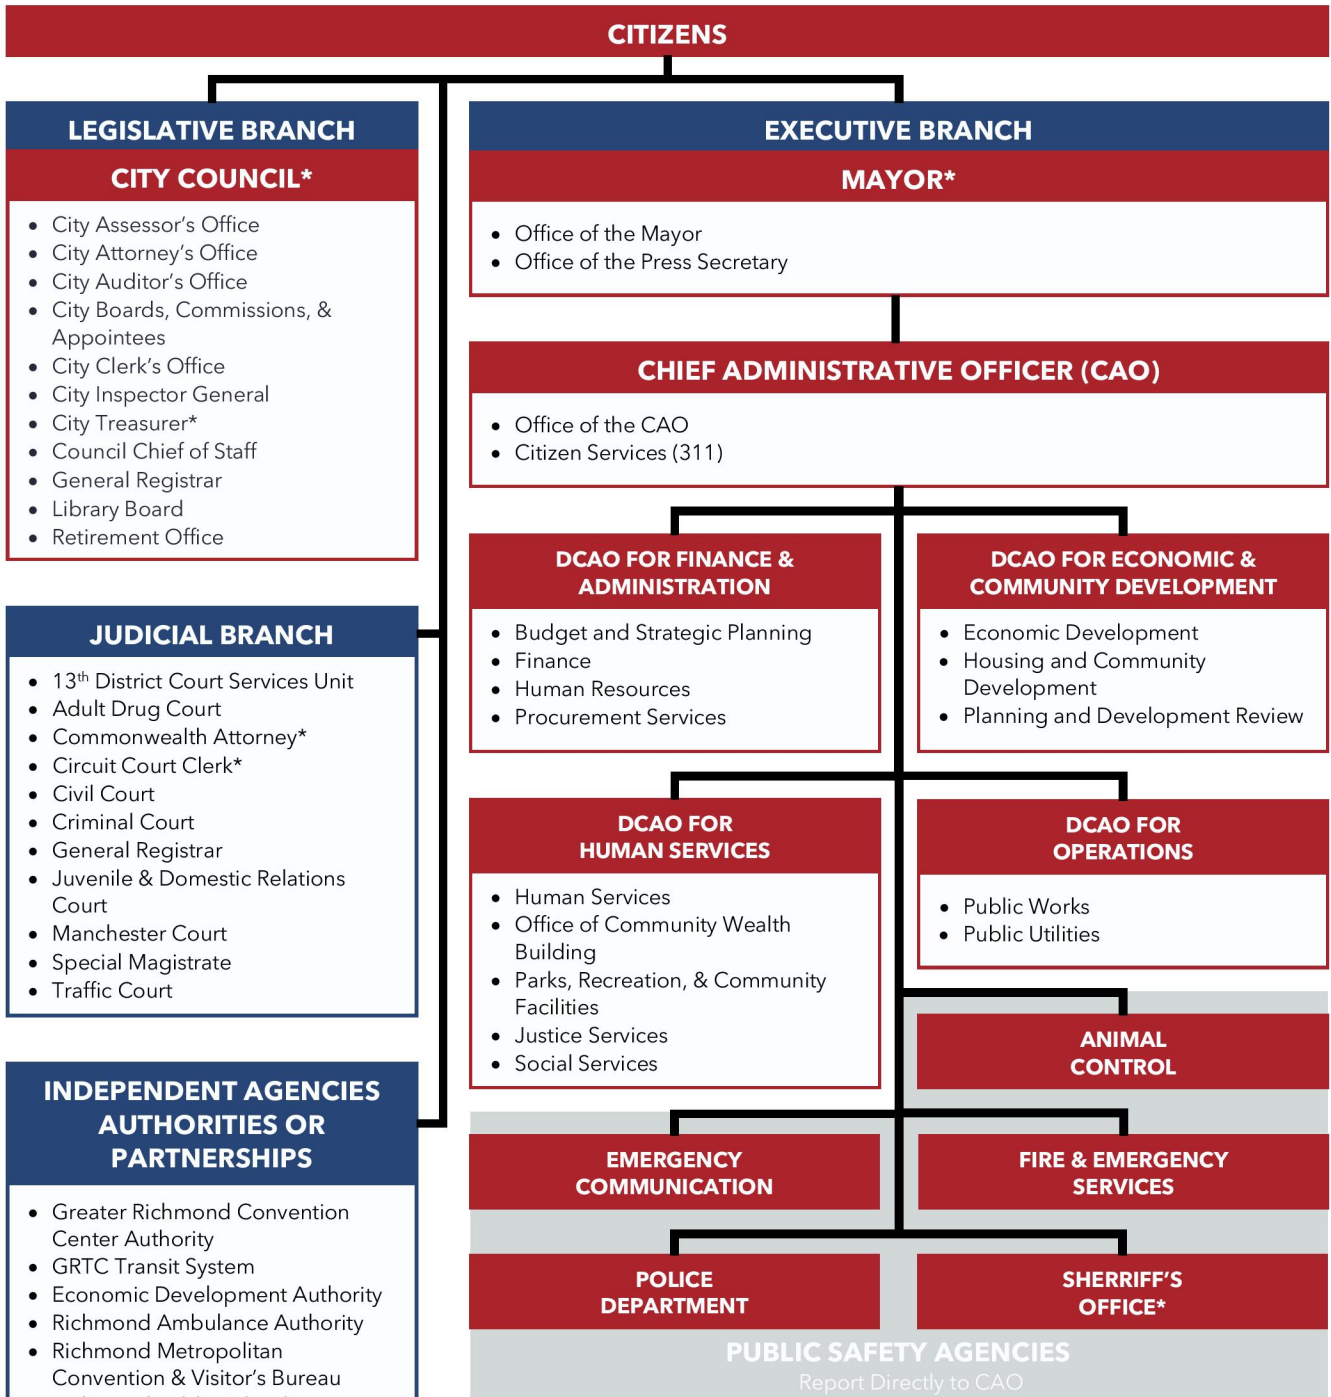 CITIZENS
LEGISLATIVE BRANCH
CITY COUNCIL*
• City Assessor’s Office
• City Attorney’s Office
• City Auditor’s Office
• City Boards, Commissions, &
Appointees
• City Clerk’s Office
• City Inspector General
• City Treasurer*
• Council Chief of Staff
• General Registrar
• Library Board
• Retirement Office
JUDICIAL BRANCH
• 13th District Court Services Unit
• Adult Drug Court
• Commonwealth Attorney*
• Circuit Court Clerk*
• Civil Court
• Criminal Court
• General Registrar
• Juvenile & Domestic Relations
Court
• Manchester Court
• Special Magistrate
• Traffic Court
INDEPENDENT AGENCIES
AUTHORITIES OR
PARTNERSHIPS
• Greater Richmond Convention
Center Authority
• GRTC Transit System
• Economic Development Authority
• Richmond Ambulance Authority
• Richmond Metropolitan
Convention & Visitor’s Bureau
EXECUTIVE BRANCH
MAYOR*
• Office of the Mayor
• Office of the Press Secretary
CHIEF ADMINISTRATIVE OFFICER (CAO)
• Office of the CAO
• Citizen Services (311)
DCAO FOR FINANCE &
ADMINISTRATION
• Budget and Strategic Planning
• Finance
• Human Resources
• Procurement Services
DCAO FOR ECONOMIC &
COMMUNITY DEVELOPMENT
• Economic Development
• Housing and Community
Development
• Planning and Development Review
DCAO FOR
HUMAN SERVICES
• Human Services
• Office of Community Wealth
Building
• Parks, Recreation, & Community
Facilities
• Justice Services
• Social Services
DCAO FOR
OPERATIONS
• Public Works
• Public Utilities
ANIMAL
CONTROL
EMERGENCY
COMMUNICATION
FIRE & EMERGENCY
SERVICES
POLICE
DEPARTMENT
SHERRIFF’S
OFFICE*
PUBLIC SAFETY AGENCIES
Report Directly to CAO